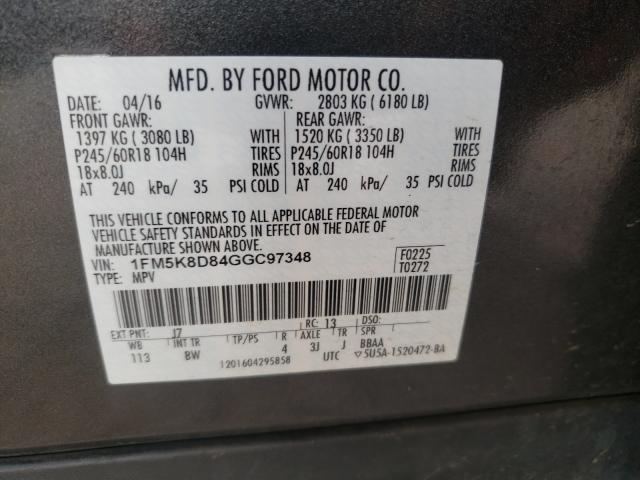 MFD. BY FORD MOTOR CO.
DATE: 04/16 GVWR: 2803 KG ( 6180 LB)
FRONT GAWR: REAR GAWR:
1397 KG ( 3080 LB) WITH 1520 KG ( 3350 LB) WITH
P245/60R18 104H TIRES P245/60R18 104H TIRES
18x8.0J RIMS 18x8.0J RIMS
AT 240 kPa/ 35 PSI COLD AT 240 kPa/ 35 PSI COLD
THIS VEHICLE CONFORMS TO ALL APPLICABLE FEDERAL MOTOR
VEHICLE SAFETY STANDARDS IN EFFECT ON THE DATE OF
MANUFACTURE SHOWN ABOVE.
VIN: 1FM5K8D84GGC97348
TYPE: MPV
F0225
T0272
EXT PNT: J7 RC: 13 DSO:
WB INT TR TP/PS R AXLE TR SPR
113 BW 4 3J J BBAA
1201604295858 UTC ▽5U5A-1520472-BA